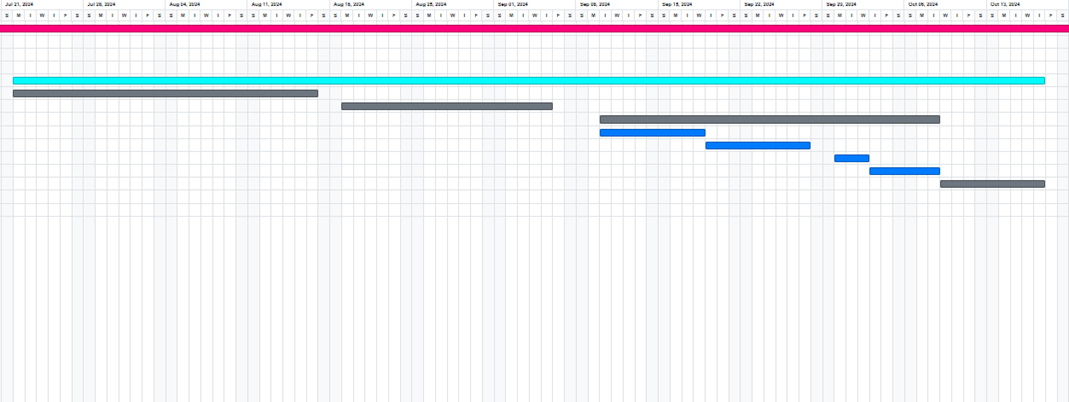 Jul 21, 2024 Jul 28, 2024 Aug 04, 2024 Aug 11, 2024 Aug 18, 2024 Aug 25, 2024 Sep 01, 2024 Sep 08, 2024 Sep 15, 2024 Sep 22, 2024 Sep 29, 2024 Oct 06, 2024 Oct 13, 2024
S M T W T F S S M T W T F S S M T W T F S S M T W T F S S M T W T F S S M T W T F S S M T W T F S S M T W T F S S M T W T F S S M T W T F S S M T W T F S S M T W T F S S M T W T F S